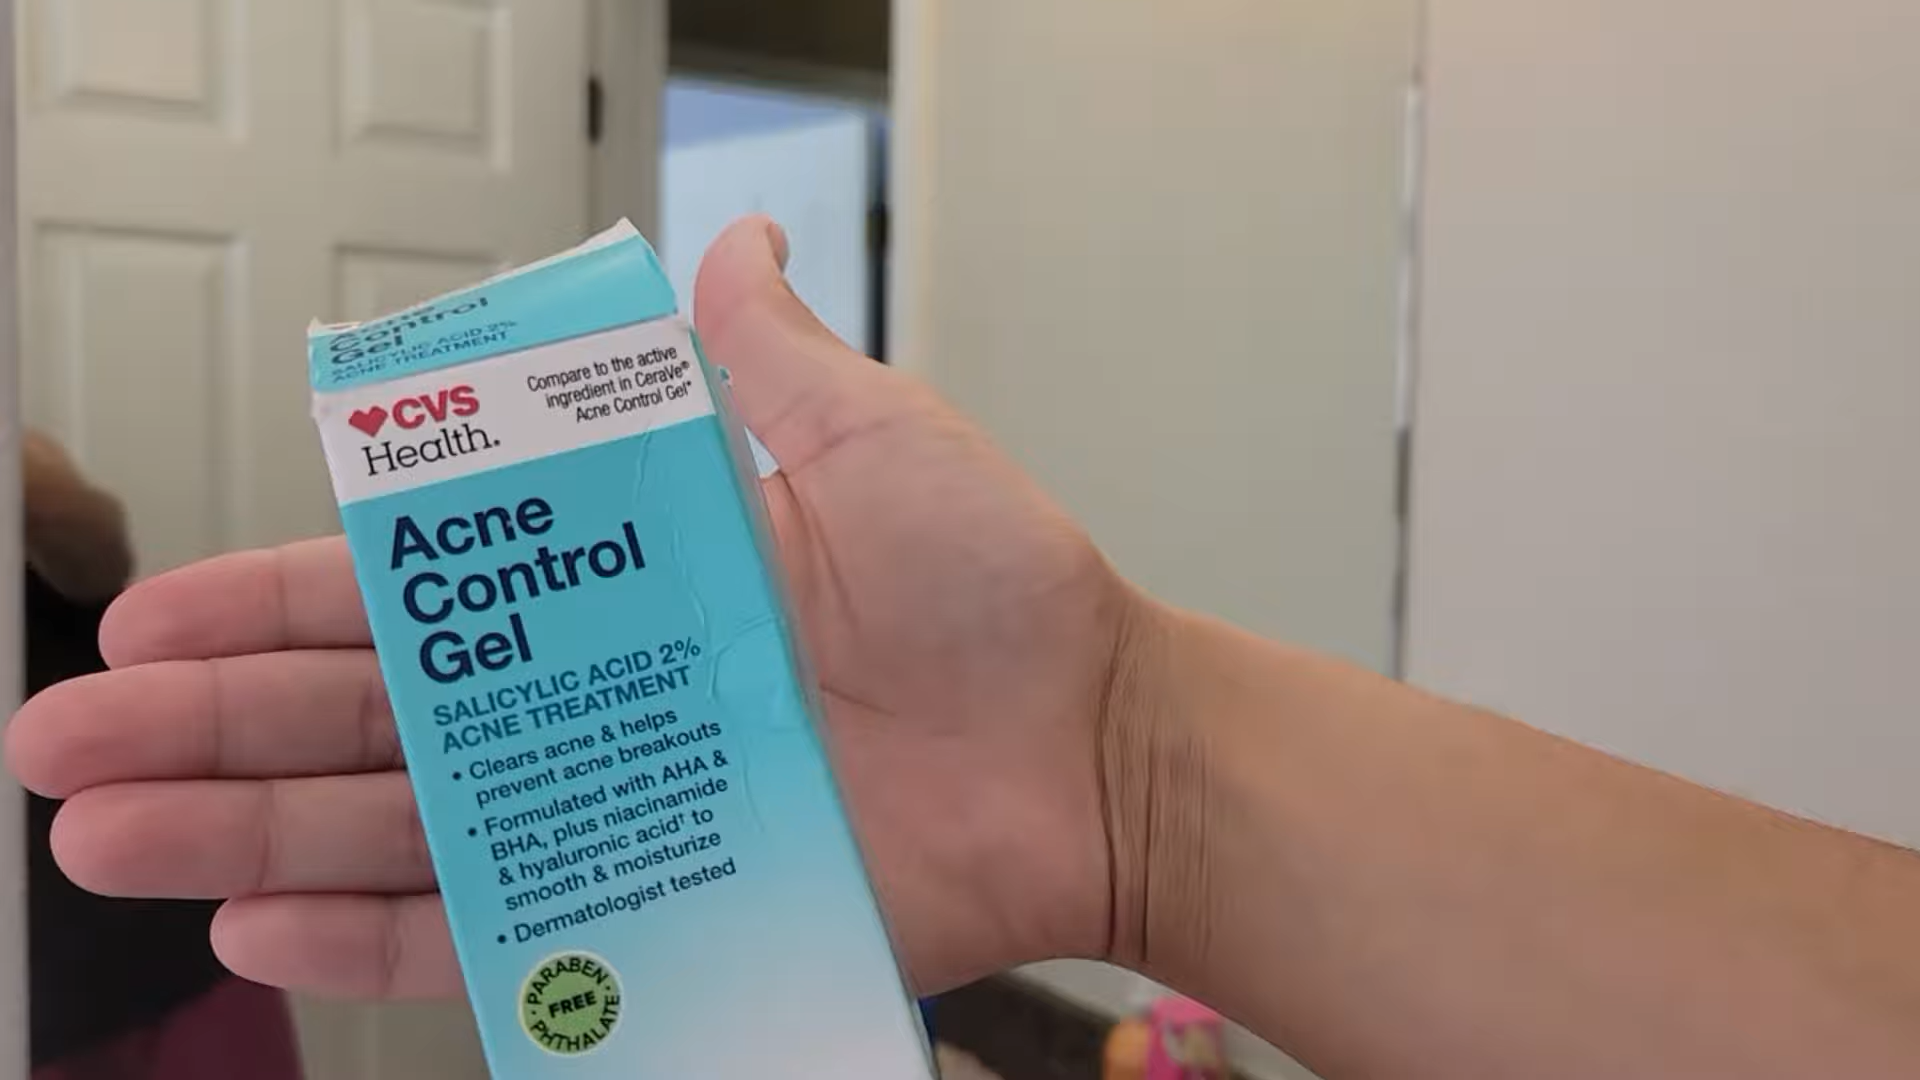 Acne
Control
Gel
SALICYLIC ACID 2%
ACNE TREATMENT
CVS
Health.
Compare to the active
ingredient in CeraVe®
Acne Control Gel*
Acne
Control
Gel
SALICYLIC ACID 2%
ACNE TREATMENT
• Clears acne & helps
prevent acne breakouts
• Formulated with AHA &
BHA, plus niacinamide
& hyaluronic acid† to
smooth & moisturize
• Dermatologist tested
PARABEN •
FREE
PHTHALATE •